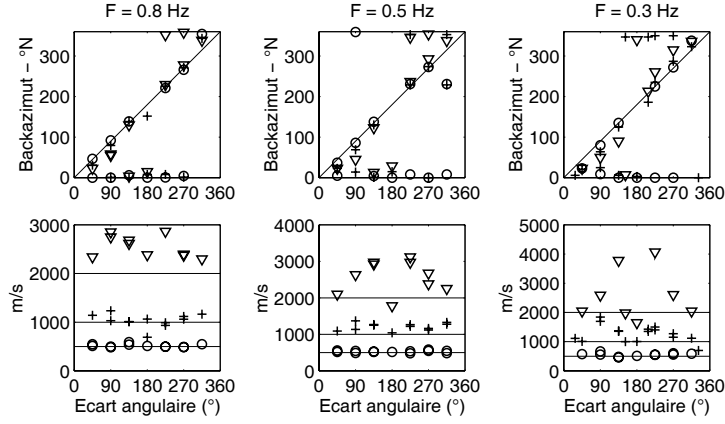 F = 0.8 Hz
F = 0.5 Hz
F = 0.3 Hz
Backazimut − °N
300
200
100
0
0 90 180 270 360
Backazimut − °N
300
200
100
0
0 90 180 270 360
Backazimut − °N
300
200
100
0
0 90 180 270 360
m/s
3000
2000
1000
0
0 90 180 270 360
Ecart angulaire (°)
m/s
4000
3000
2000
1000
0
0 90 180 270 360
Ecart angulaire (°)
m/s
5000
4000
3000
2000
1000
0
0 90 180 270 360
Ecart angulaire (°)